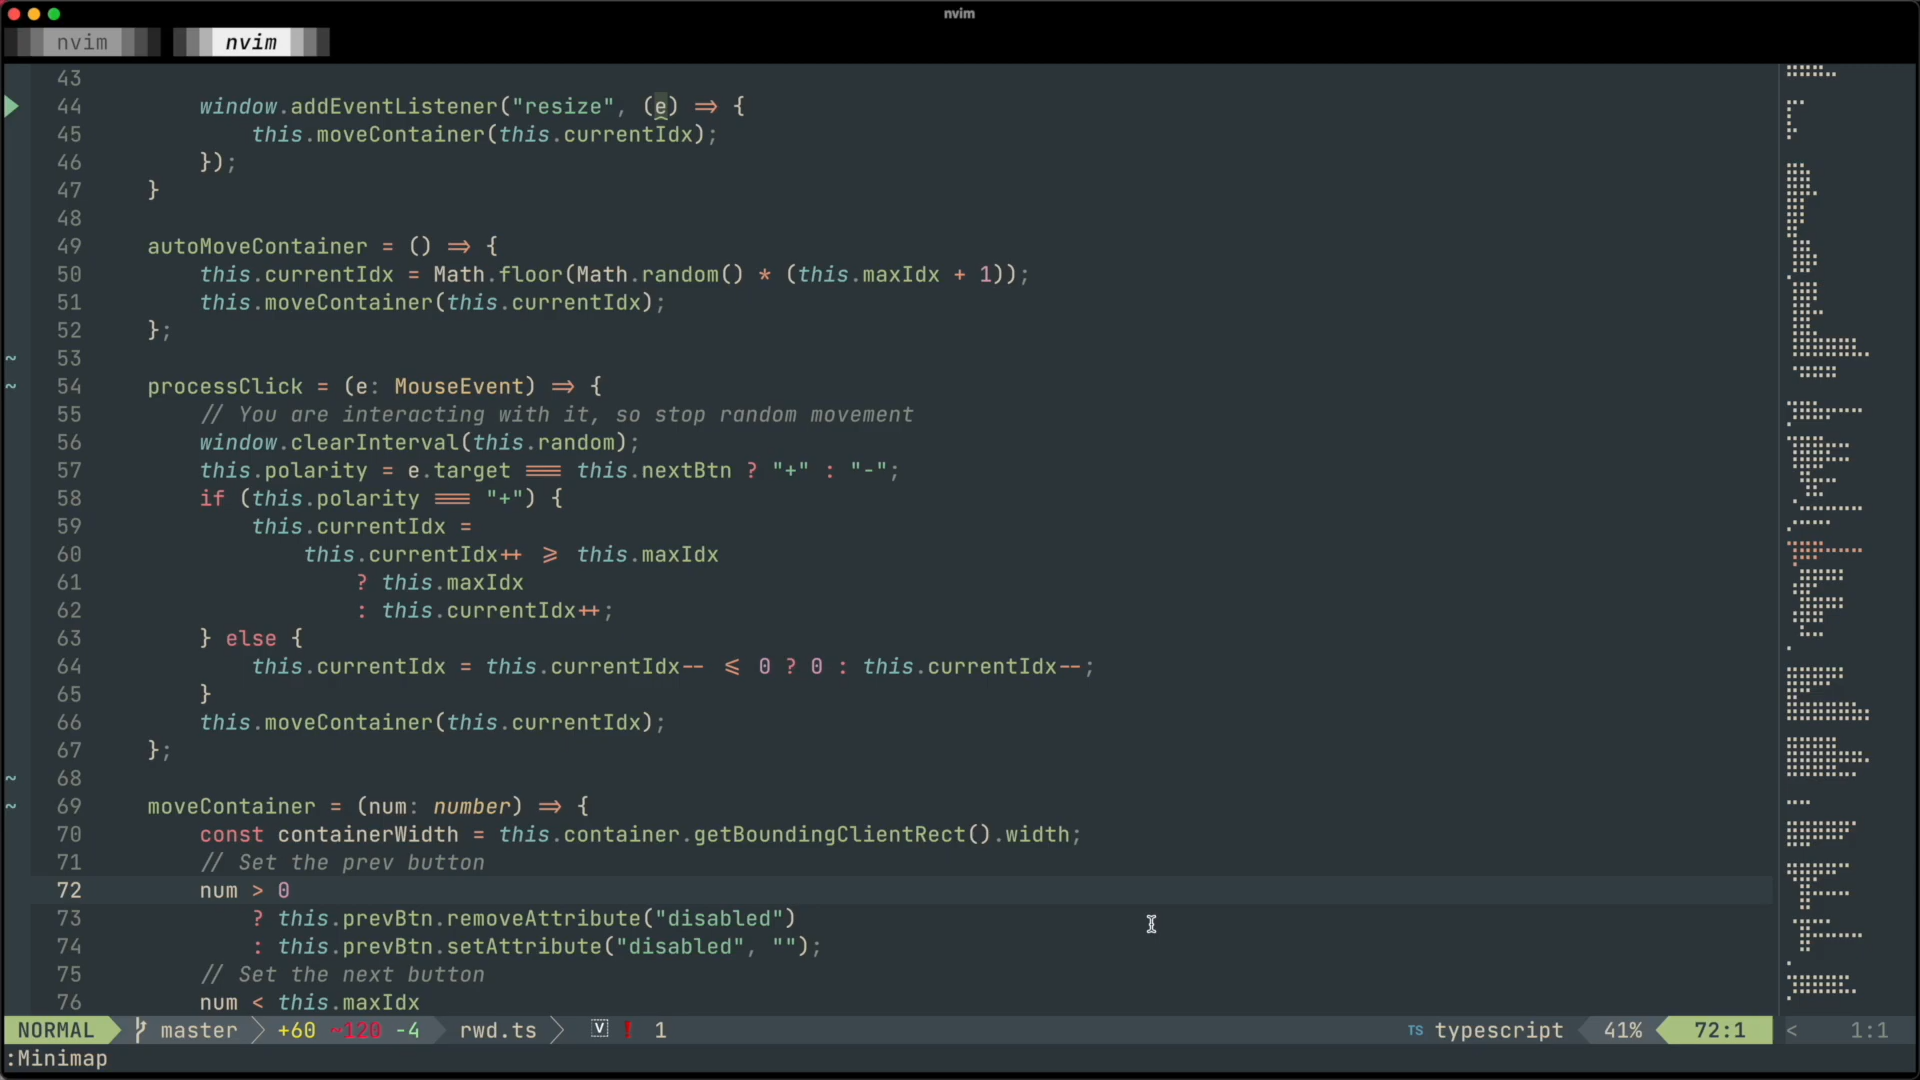 nvim
nvim nvim
43
44 window.addEventListener("resize", (e) => {
45 this.moveContainer(this.currentIdx);
46 });
47 }
48
49 autoMoveContainer = () => {
50 this.currentIdx = Math.floor(Math.random() * (this.maxIdx + 1));
51 this.moveContainer(this.currentIdx);
52 };
~ 53
~ 54 processClick = (e: MouseEvent) => {
55 // You are interacting with it, so stop random movement
56 window.clearInterval(this.random);
57 this.polarity = e.target === this.nextBtn ? "+" : "-";
58 if (this.polarity === "+") {
59 this.currentIdx =
60 this.currentIdx++ >= this.maxIdx
61 ? this.maxIdx
62 : this.currentIdx++;
63 } else {
64 this.currentIdx = this.currentIdx-- <= 0 ? 0 : this.currentIdx--;
65 }
66 this.moveContainer(this.currentIdx);
67 };
~ 68
~ 69 moveContainer = (num: number) => {
70 const containerWidth = this.container.getBoundingClientRect().width;
71 // Set the prev button
72 num > 0
73 ? this.prevBtn.removeAttribute("disabled")
74 : this.prevBtn.setAttribute("disabled", "");
75 // Set the next button
76 num < this.maxIdx
NORMAL master +60 ~120 -4 rwd.ts V ! 1 TS typescript 41% 72:1 < 1:1
:Minimap